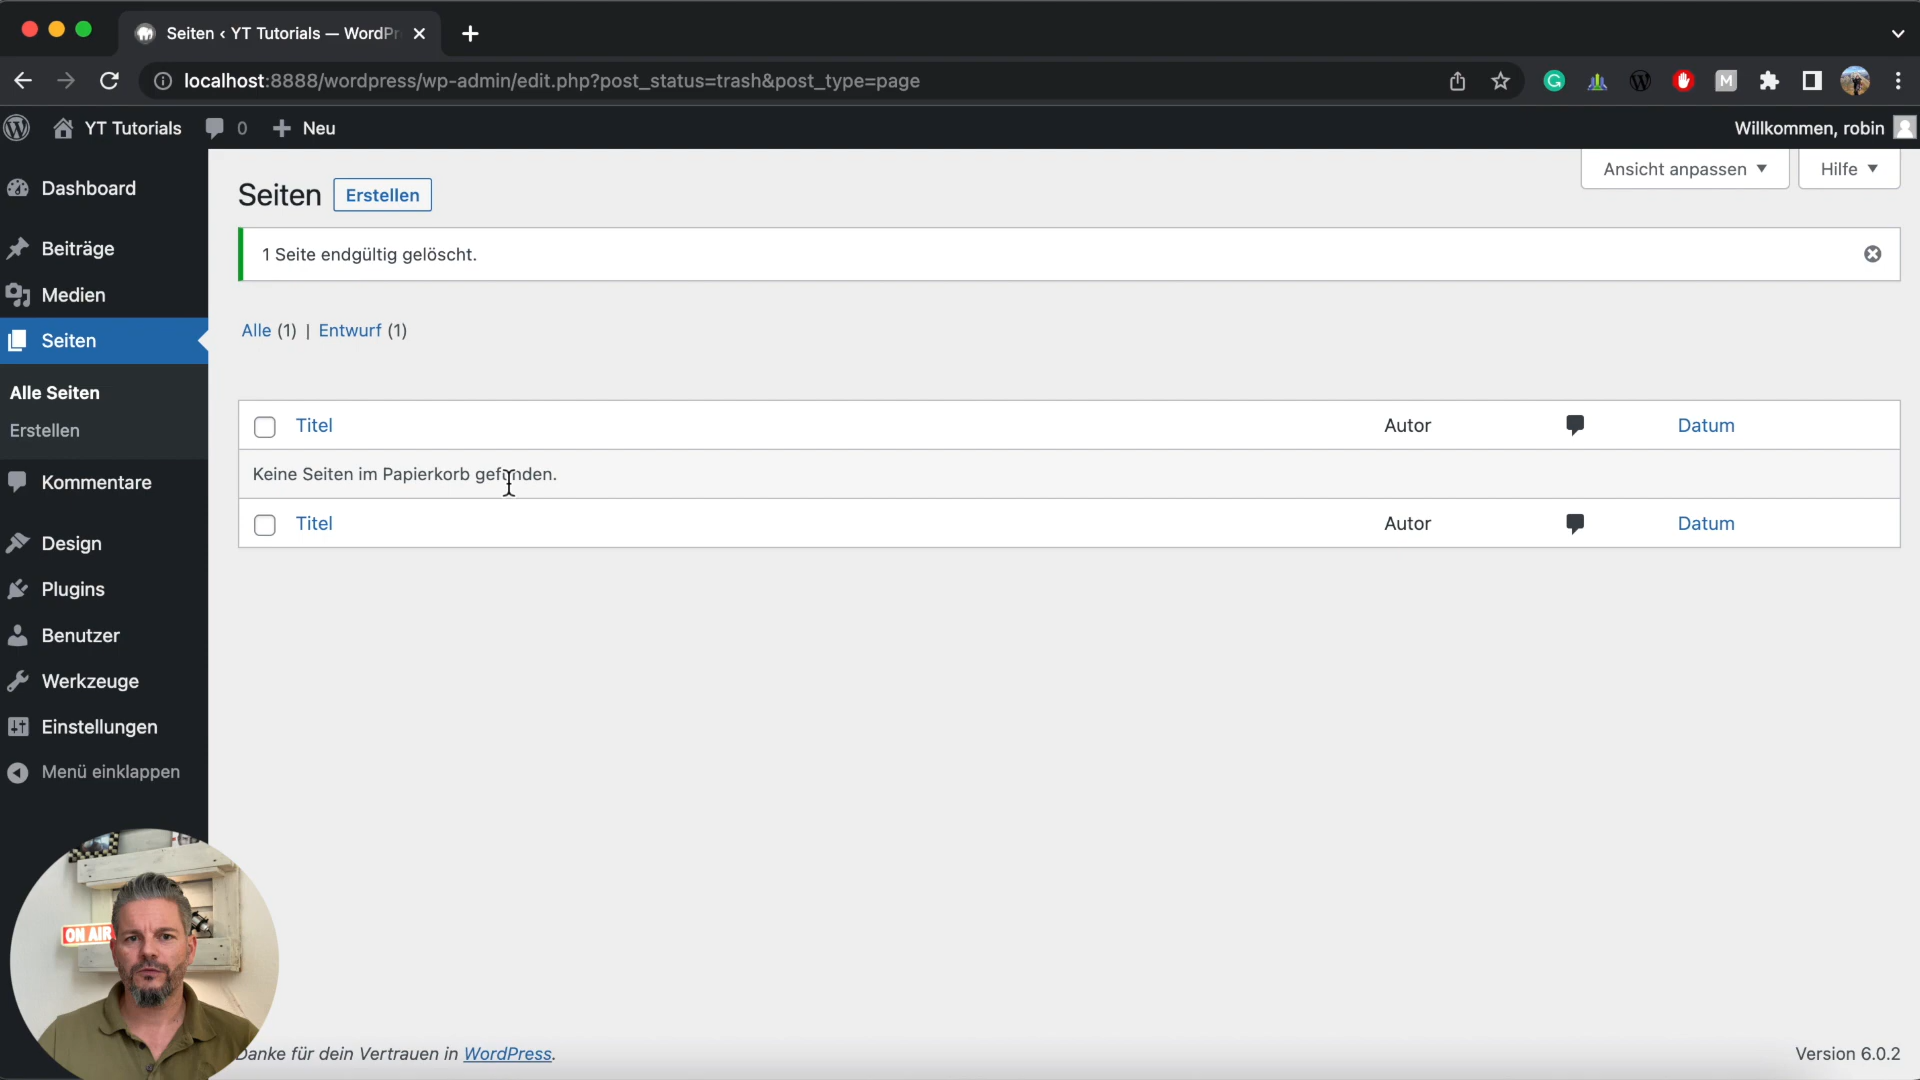 Seiten ‹ YT Tutorials — WordPr
localhost:8888/wordpress/wp-admin/edit.php?post_status=trash&post_type=page
YT Tutorials 0 Neu
Willkommen, robin
Dashboard
Beiträge
Medien
Seiten
Alle Seiten
Erstellen
Kommentare
Design
Plugins
Benutzer
Werkzeuge
Einstellungen
Menü einklappen
Ansicht anpassen
Hilfe
Seiten Erstellen
1 Seite endgültig gelöscht.
Alle (1) | Entwurf (1)
Titel Autor Datum
Keine Seiten im Papierkorb gefunden.
Titel Autor Datum
ON AIR
Danke für dein Vertrauen in WordPress.
Version 6.0.2